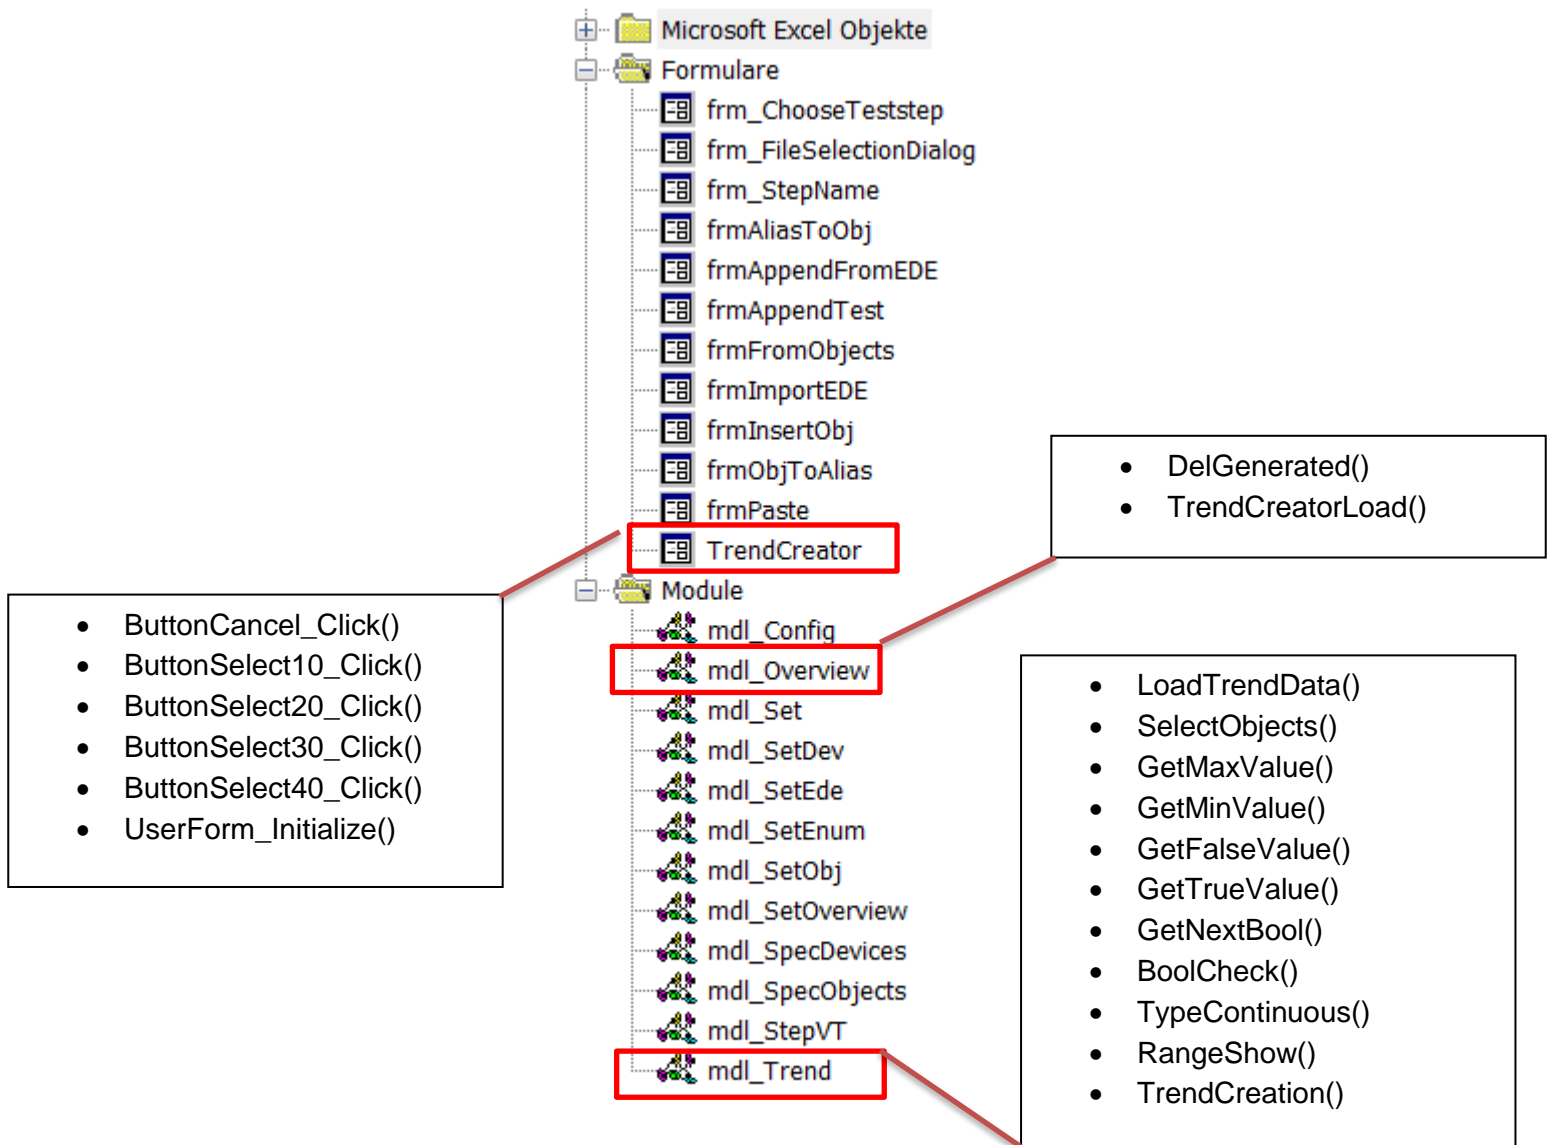 Microsoft Excel Objekte
Formulare
frm_ChooseTeststep
frm_FileSelectionDialog
frm_StepName
frmAliasToObj
frmAppendFromEDE
frmAppendTest
frmFromObjects
frmImportEDE
frmInsertObj
frmObjToAlias
frmPaste
TrendCreator
Module
mdl_Config
mdl_Overview
mdl_Set
mdl_SetDev
mdl_SetEde
mdl_SetEnum
mdl_SetObj
mdl_SetOverview
mdl_SpecDevices
mdl_SpecObjects
mdl_StepVT
mdl_Trend
• ButtonCancel_Click()
• ButtonSelect10_Click()
• ButtonSelect20_Click()
• ButtonSelect30_Click()
• ButtonSelect40_Click()
• UserForm_Initialize()
• DelGenerated()
• TrendCreatorLoad()
• LoadTrendData()
• SelectObjects()
• GetMaxValue()
• GetMinValue()
• GetFalseValue()
• GetTrueValue()
• GetNextBool()
• BoolCheck()
• TypeContinuous()
• RangeShow()
• TrendCreation()